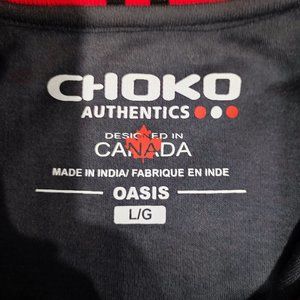 CHOKO
AUTHENTICS
DESIGNED IN
CANADA
MADE IN INDIA/ FABRIQUE EN INDE
OASIS
L/G